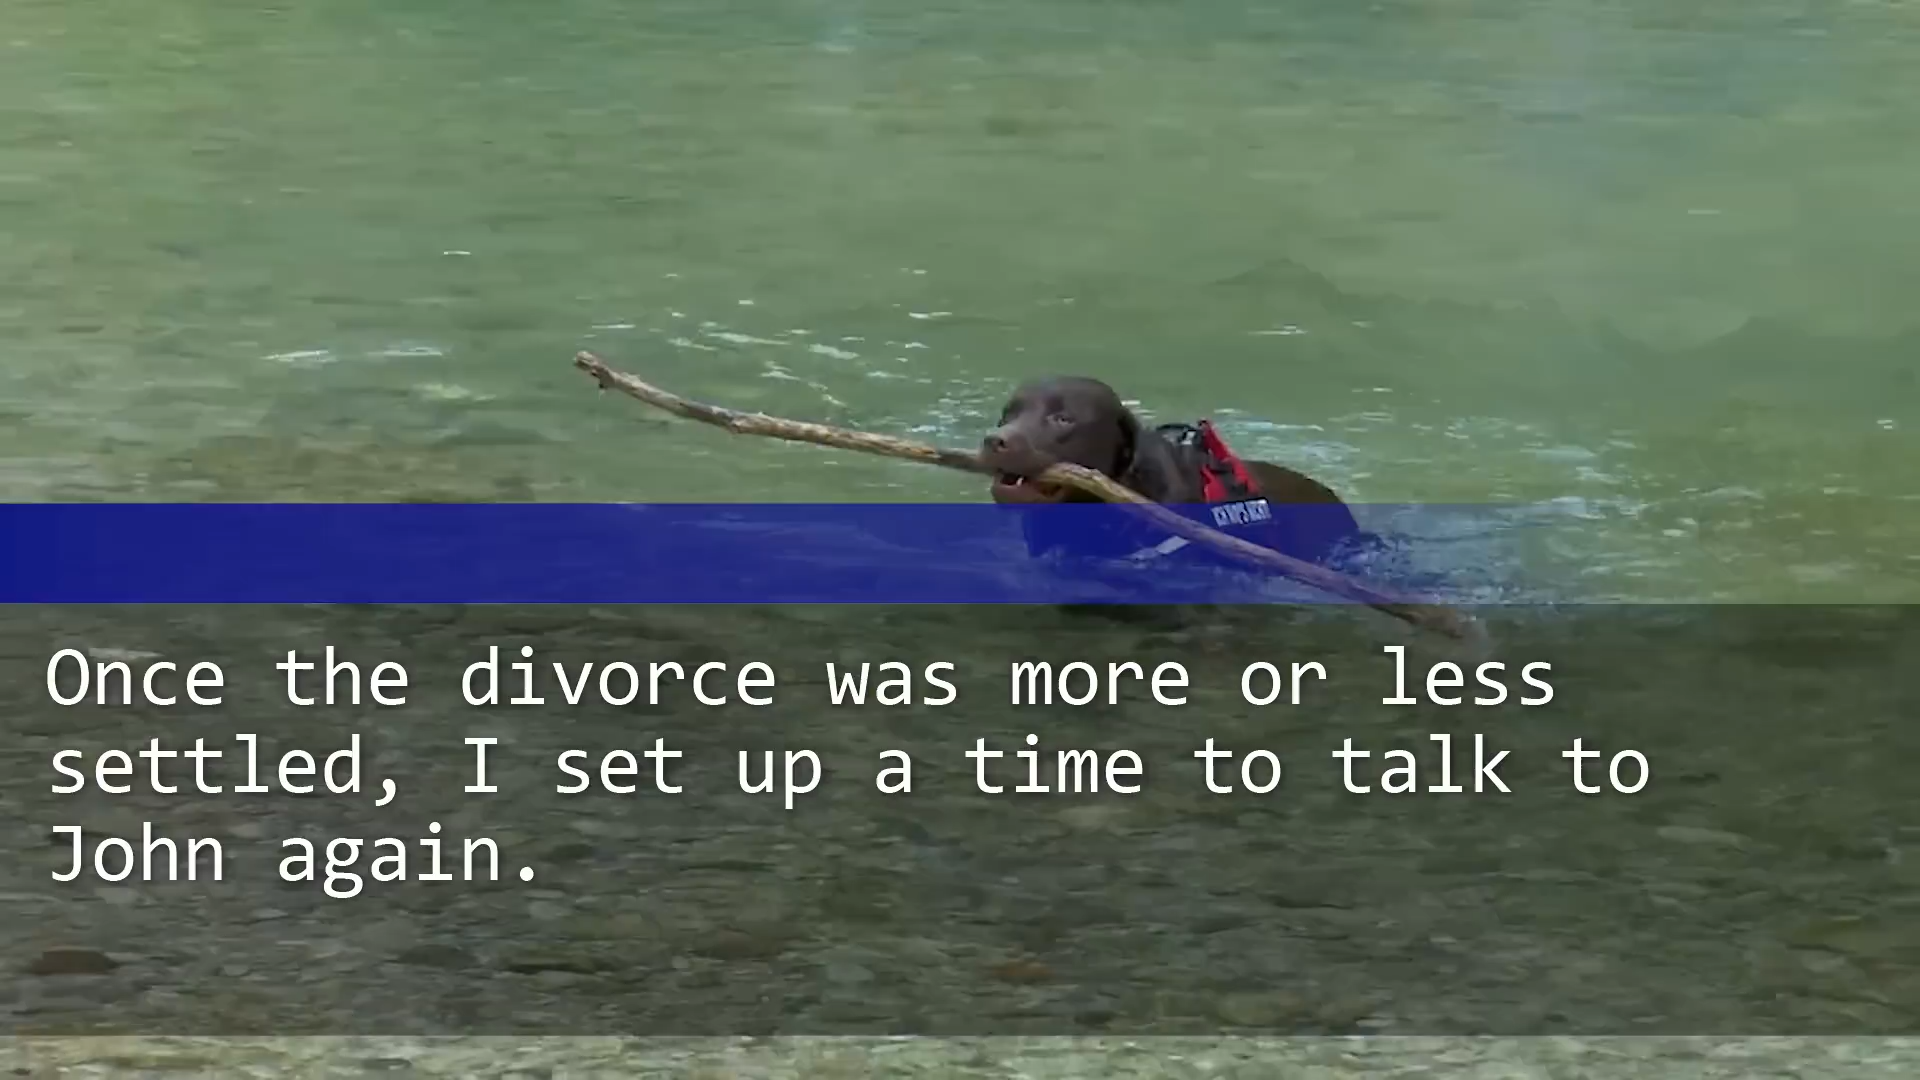 Once the divorce was more or less
settled, I set up a time to talk to
John again.